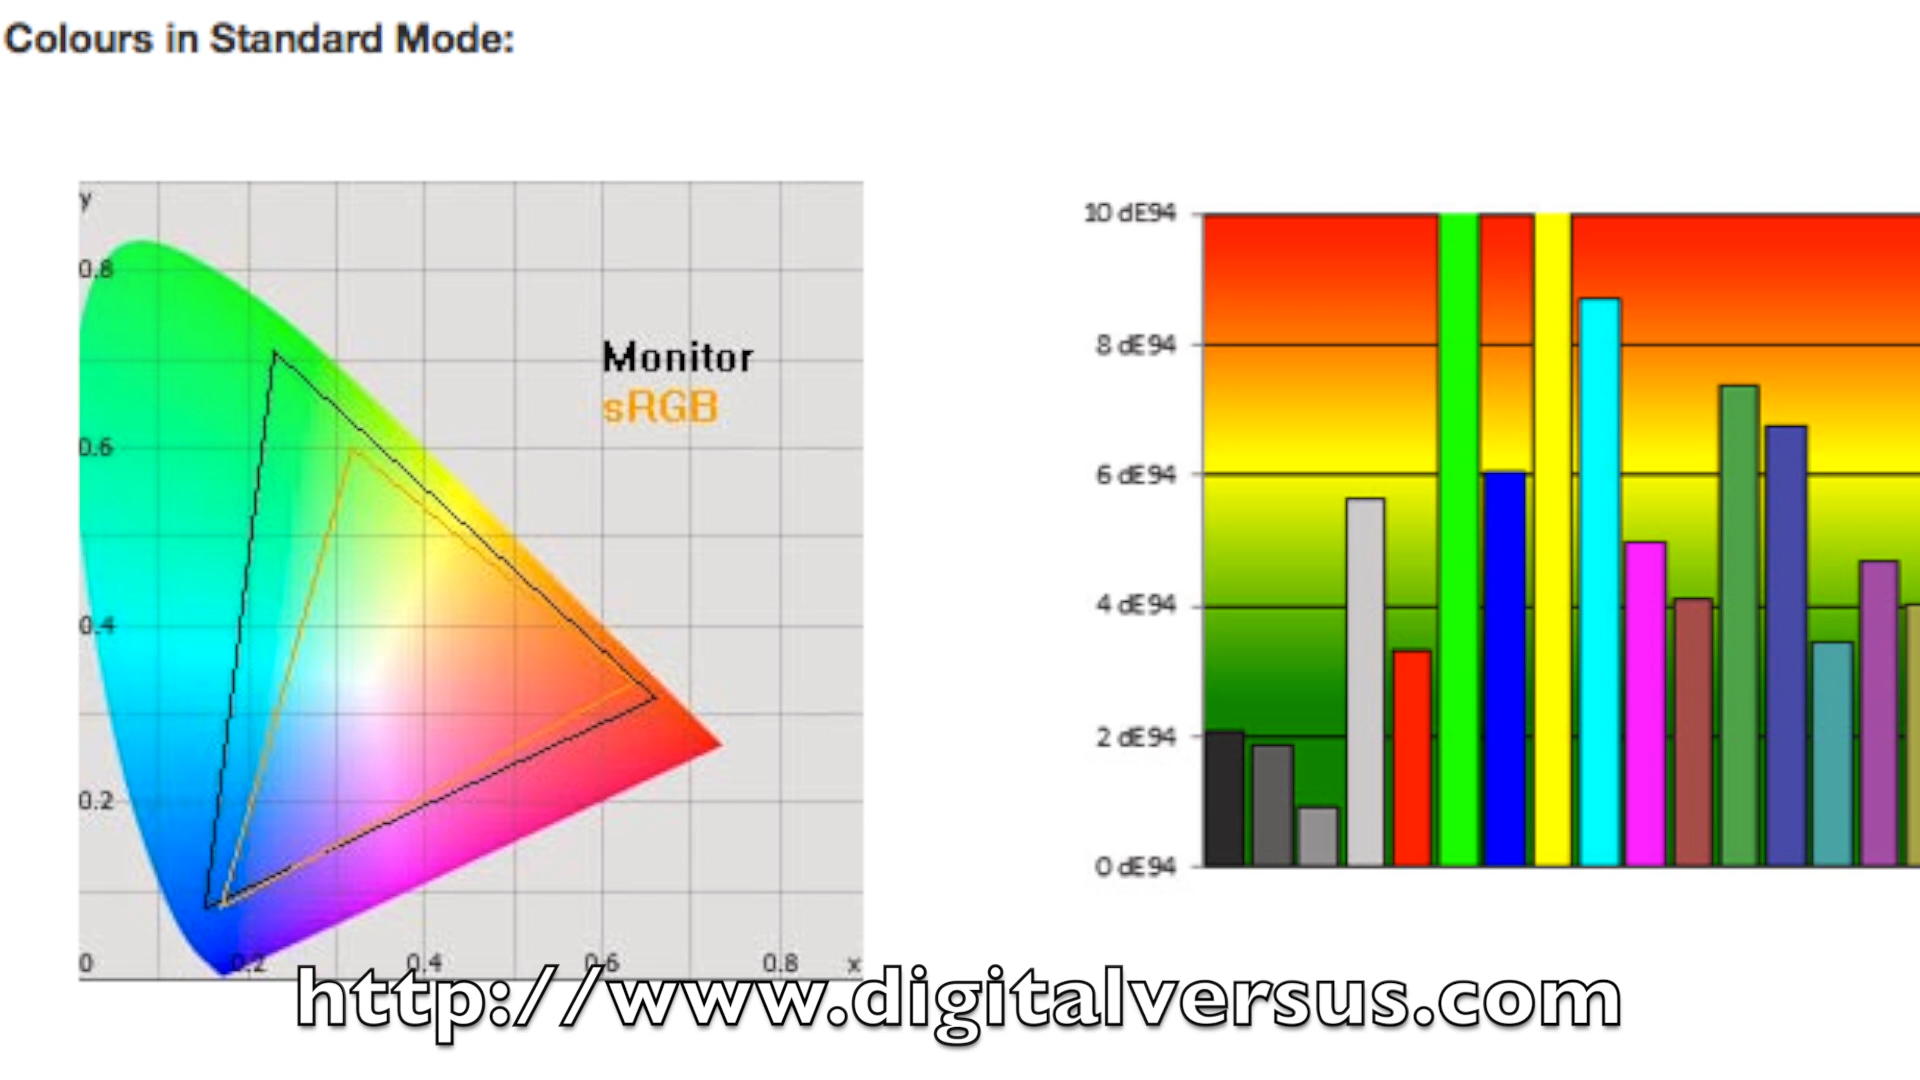 Colours in Standard Mode:
y
0.8
0.6
0.4
0.2
0
0.2
0.4
0.6
0.8
x
Monitor
sRGB
10 dE94
8 dE94
6 dE94
4 dE94
2 dE94
0 dE94
http://www.digitalversus.com